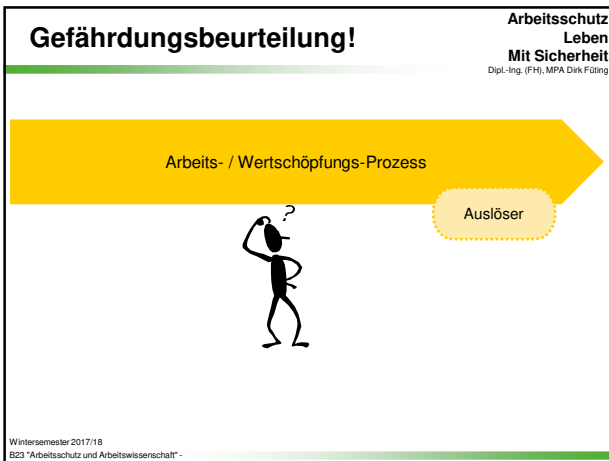 Gefährdungsbeurteilung!
Arbeitsschutz
Leben
Mit Sicherheit
Dipl.-Ing. (FH), MPA Dirk Füting
Arbeits- / Wertschöpfungs-Prozess
Auslöser
?
Wintersemester 2017/18
B23 "Arbeitsschutz und Arbeitswissenschaft" -